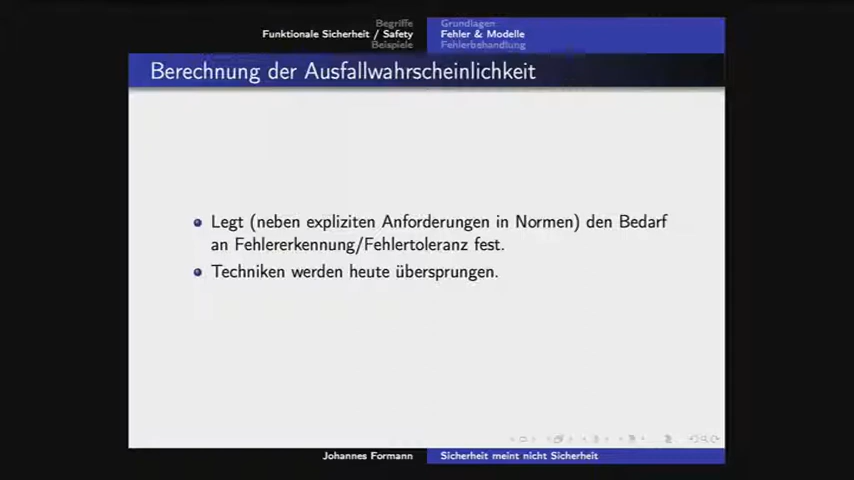 Begriffe
Funktionale Sicherheit / Safety
Beispiele
Grundlagen
Fehler & Modelle
Fehlerbehandlung
Berechnung der Ausfallwahrscheinlichkeit
Legt (neben expliziten Anforderungen in Normen) den Bedarf
an Fehlererkennung/Fehlertoleranz fest.
Techniken werden heute übersprungen.
Johannes Formann
Sicherheit meint nicht Sicherheit